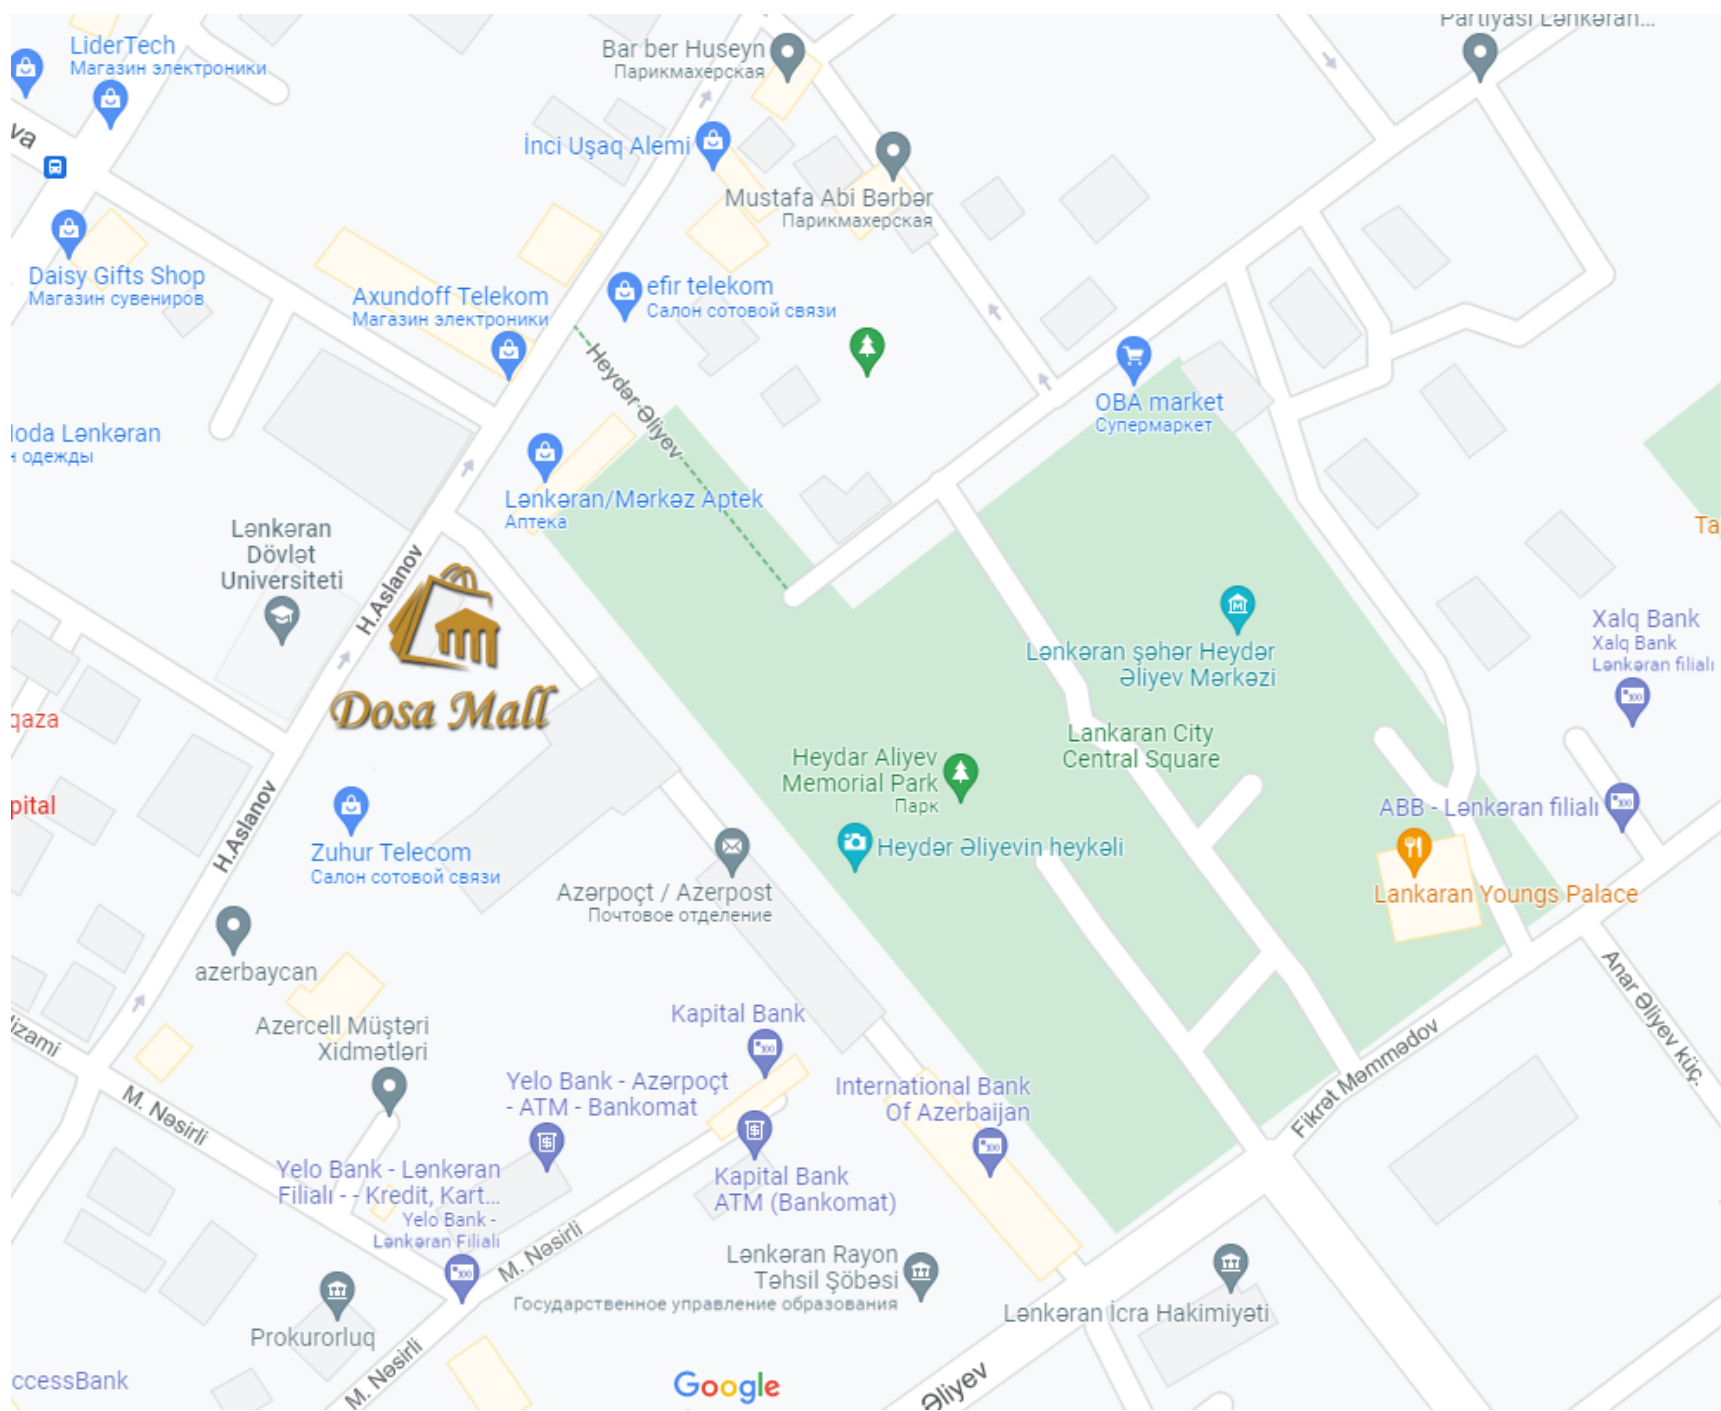 Partiyası Lənkəran...
LiderTech
Магазин электроники
Bar ber Huseyn
Парикмахерская
va
İnci Uşaq Alemi
Mustafa Abi Bərbər
Парикмахерская
Daisy Gifts Shop
Магазин сувениров
Axundoff Telekom
Магазин электроники
efir telekom
Салон сотовой связи
Heydər Əliyev
OBA market
Супермаркет
loda Lənkəran
н одежды
Lənkəran/Mərkəz Aptek
Аптека
Lənkəran
Dövlət
Universiteti
H.Aslanov
Ta
Dosa Mall
Lənkəran şəhər Heydər
Əliyev Mərkəzi
Xalq Bank
Xalq Bank
Lənkəran filialı
qaza
Lankaran City
Central Square
Heydar Aliyev
Memorial Park
Парк
pital
H.Aslanov
ABB - Lənkəran filialı
Zuhur Telecom
Салон сотовой связи
Heydər Əliyevin heykəli
Azərpoçt / Azerpost
Почтовое отделение
Lankaran Youngs Palace
azerbaycan
Anar Əliyev küç.
Kapital Bank
Azercell Müştəri
Xidmətləri
lizami
Fikrət Məmmədov
Yelo Bank - Azərpoçt
- ATM - Bankomat
International Bank
Of Azerbaijan
M. Nəsirli
Yelo Bank - Lənkəran
Filialı - - Kredit, Kart...
Yelo Bank -
Lənkəran Filialı
Kapital Bank
ATM (Bankomat)
M. Nəsirli
Lənkəran Rayon
Təhsil Şöbəsi
Государственное управление образования
Lənkəran İcra Hakimiyəti
Prokurorluq
M. Nəsirli
ccessBank
Google
Əliyev